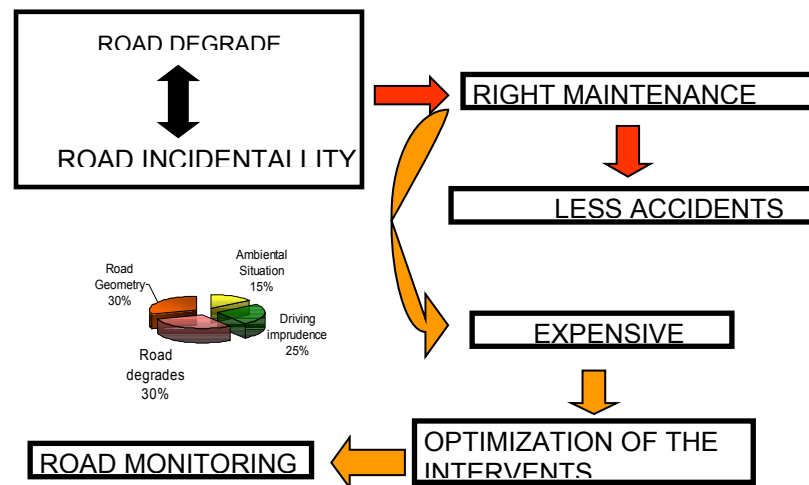 ROAD DEGRADE
ROAD INCIDENTALLITY
RIGHT MAINTENANCE
LESS ACCIDENTS
Road
Geometry
30%
Ambiental
Situation
15%
Driving
imprudence
25%
Road
degrades
30%
EXPENSIVE
OPTIMIZATION OF THE
INTERVENTS
ROAD MONITORING